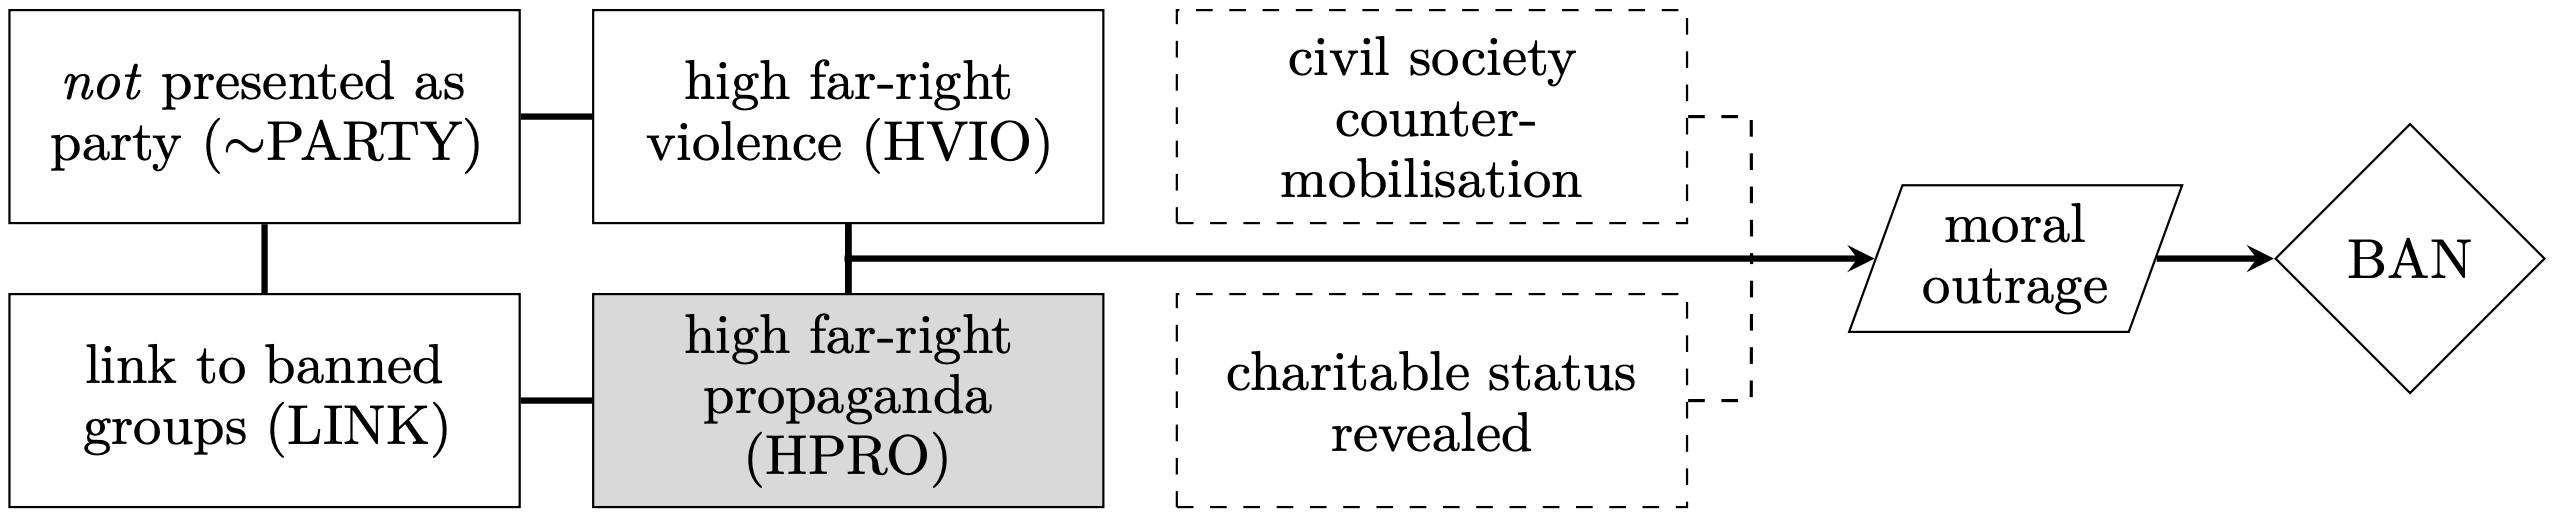 not presented as
party (~PARTY)
high far-right
violence (HVIO)
civil society
counter-
mobilisation
link to banned
groups (LINK)
high far-right
propaganda
(HPRO)
charitable status
revealed
moral
outrage
BAN